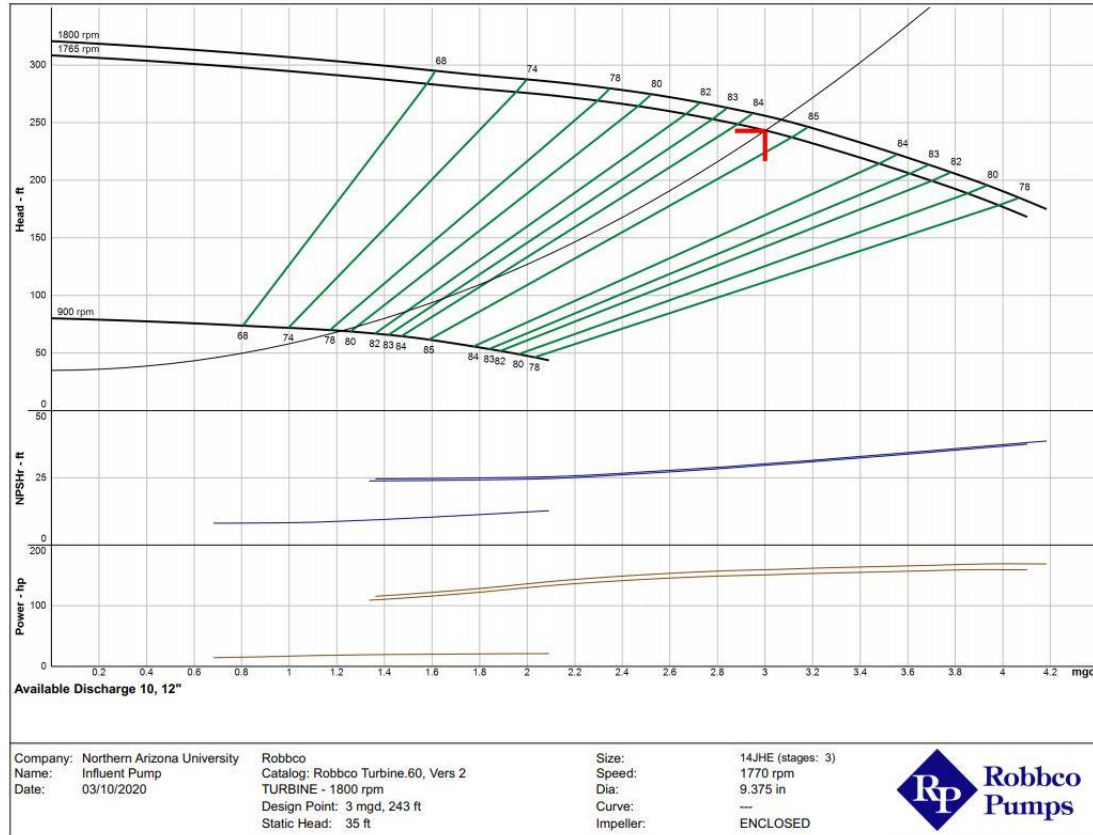 1800 rpm
1765 rpm
900 rpm
68
74
78
80
82
83
84
85
84
83
82
80
78
68
74
78
80
82
83
84
85
84
83
82
80
78
Head - ft
300
250
200
150
100
50
0
NPSHr - ft
50
25
0
Power - hp
200
100
0
0.2 0.4 0.6 0.8 1 1.2 1.4 1.6 1.8 2 2.2 2.4 2.6 2.8 3 3.2 3.4 3.6 3.8 4 4.2 mgd
Available Discharge 10, 12"
Company: Northern Arizona University
Name: Influent Pump
Date: 03/10/2020
Robbco
Catalog: Robbco Turbine.60, Vers 2
TURBINE - 1800 rpm
Design Point: 3 mgd, 243 ft
Static Head: 35 ft
Size: 14JHE (stages: 3)
Speed: 1770 rpm
Dia: 9.375 in
Curve: ---
Impeller: ENCLOSED
RP
Robbco
Pumps